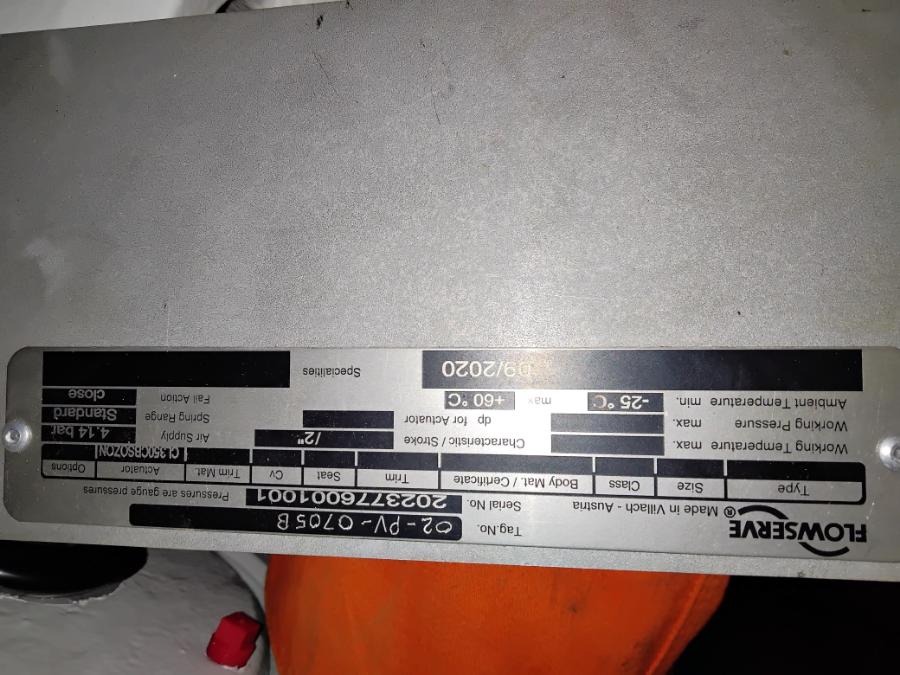 FLOWSERVE
® Made in Villach - Austria
Tag.No. 02-PV-0705B
Serial No. 2023776001001
Pressures are gauge pressures
Type Size Class Body Mat. / Certificate Trim Seat Cv Trim Mat. Actuator Options
CL350CBSOZON
Working Temperature max. Characteristic / Stroke /2" Air Supply 4.14 bar
Working Pressure max. dp for Actuator Spring Range Standard
Ambient Temperature min. -25 °C max +60 °C Fail Action close
09/2020 Specialities